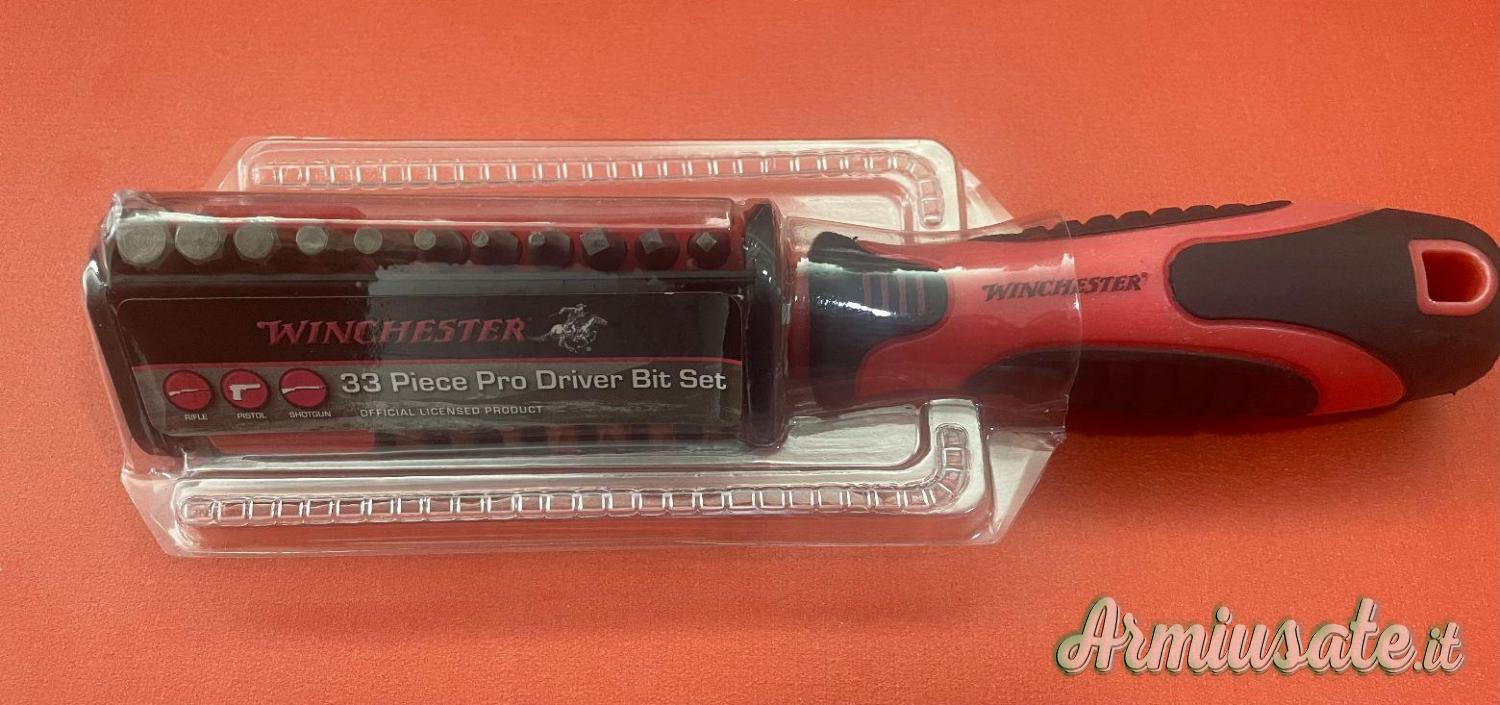 WINCHESTER
33 Piece Pro Driver Bit Set
RIFLE PISTOL SHOTGUN
OFFICIAL LICENSED PRODUCT
WINCHESTER®
Armiusate.it